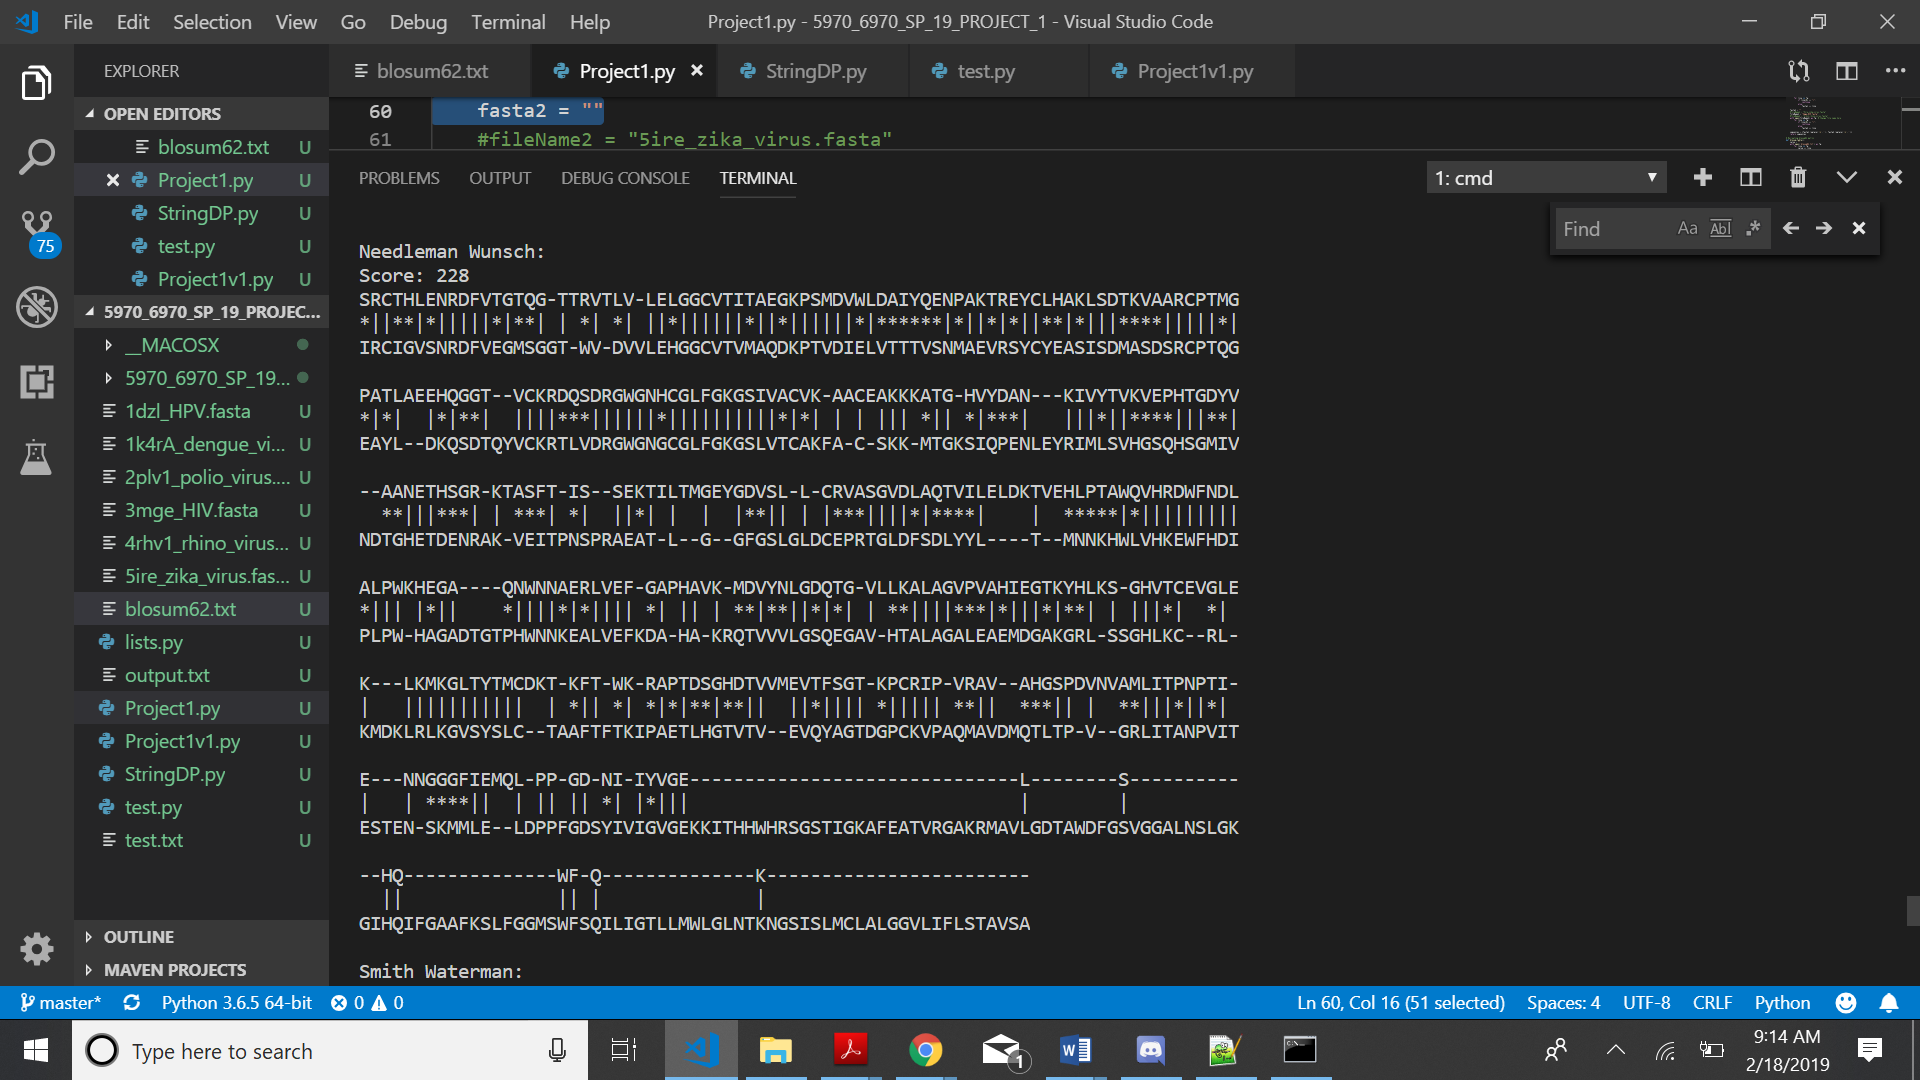 File Edit Selection View Go Debug Terminal Help
Project1.py - 5970_6970_SP_19_PROJECT_1 - Visual Studio Code
EXPLORER
OPEN EDITORS
blosum62.txt U
Project1.py U
StringDP.py U
test.py U
Project1v1.py U
5970_6970_SP_19_PROJEC...
__MACOSX
5970_6970_SP_19...
1dzl_HPV.fasta U
1k4rA_dengue_vi... U
2plv1_polio_virus.... U
3mge_HIV.fasta U
4rhv1_rhino_virus... U
5ire_zika_virus.fas... U
blosum62.txt U
lists.py U
output.txt U
Project1.py U
Project1v1.py U
StringDP.py U
test.py U
test.txt U
OUTLINE
MAVEN PROJECTS
75
blosum62.txt Project1.py StringDP.py test.py Project1v1.py
60 fasta2 = ""
61 #fileName2 = "5ire_zika_virus.fasta"
PROBLEMS OUTPUT DEBUG CONSOLE TERMINAL
1: cmd
Find Aa Abl .*
Needleman Wunsch:
Score: 228
SRCTHLENRDFVTGTQG-TTRVTLV-LELGGCVTITAEGKPSMDVWLDAIYQENPAKTREYCLHAKLSDTKVAARCPTMG
*||**|*|||||*|**| | *| *| ||*||||||*||*||||||*|******|*||*|*||**|*|||****|||||*|
IRCIGVSNRDFVEGMSGGT-WV-DVVLEHGGCVTVMAQDKPTVDIELVTTTVSNMAEVRSYCYEASISDMASDSRCPTQG
PATLAEEHQGGT--VCKRDQSDRGWGNHCGLFGKGSIVACVK-AACEAKKKATG-HVYDAN---KIVYTVKVEPHTGDYV
*|*|  |*|**|  ||||***||||||*||||||||||*|*| | | ||| *|| *|***|   |||*||****|||**|
EAYL--DKQSDTQYVCKRTLVDRGWGNGCGLFGKGSLVTCAKFA-C-SKK-MTGKSIQPENLEYRIMLSVHGSQHSGMIV
--AANETHSGR-KTASFT-IS--SEKTILTMGEYGDVSL-L-CRVASGVDLAQTVILELDKTVEHLPTAWQVHRDWFNDL
  **|||***| | ***| *|  ||*| |  |  |**|| | |***||||*|****|    |  *****|*|||||||||
NDTGHETDENRAK-VEITPNSPRAEAT-L--G--GFGSLGLDCEPRTGLDFSDLYYL----T--MNNKHWLVHKEWFHDI
ALPWKHEGA----QNWNNAERLVEF-GAPHAVK-MDVYNLGDQTG-VLLKALAGVPVAHIEGTKYHLKS-GHVTCEVGLE
*||| |*||    *||||*|*|||| *| || | **|**||*|*| | **||||***|*|||*|**| | |||*|  *|
PLPW-HAGADTGTPHWNNKEALVEFKDA-HA-KRQTVVVLGSQEGAV-HTALAGALEAEMDGAKGRL-SSGHLKC--RL-
K---LKMKGLTYTMCDKT-KFT-WK-RAPTDSGHDTVVMEVTFSGT-KPCRIP-VRAV--AHGSPDVNVAMLITPNPTI-
|   |||||||||||  | *|| *| *|*|**|**||  ||*|||| *||||| **||  ***|| |  **|||*||*|
KMDKLRLKGVSYSLC--TAAFTFTKIPAETLHGTVTV--EVQYAGTDGPCKVPAQMAVDMQTLTP-V--GRLITANPVIT
E---NNGGGFIEMQL-PP-GD-NI-IYVGE------------------------------L--------S----------
|   | ****||  | || || *| |*|||                              |        |
ESTEN-SKMMLE--LDPPFGDSYIVIGVGEKKITHHWHRSGSTIGKAFEATVRGAKRMAVLGDTAWDFGSVGGALNSLGK
--HQ--------------WF-Q--------------K------------------------
  ||              || |              |
GIHQIFGAAFKSLFGGMSWFSQILIGTLLMWLGLNTKNGSISLMCLALGGVLIFLSTAVSA
Smith Waterman:
master* Python 3.6.5 64-bit 0 0
Ln 60, Col 16 (51 selected) Spaces: 4 UTF-8 CRLF Python
Type here to search
1
9:14 AM
2/18/2019